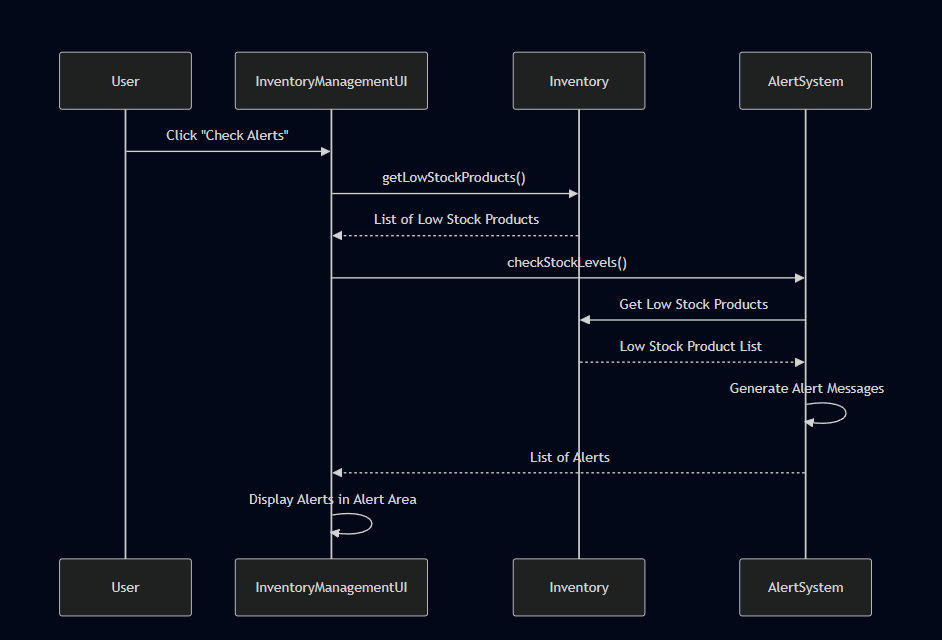 User
InventoryManagementUI
Inventory
AlertSystem
Click "Check Alerts"
getLowStockProducts()
List of Low Stock Products
checkStockLevels()
Get Low Stock Products
Low Stock Product List
Generate Alert Messages
List of Alerts
Display Alerts in Alert Area
User
InventoryManagementUI
Inventory
AlertSystem